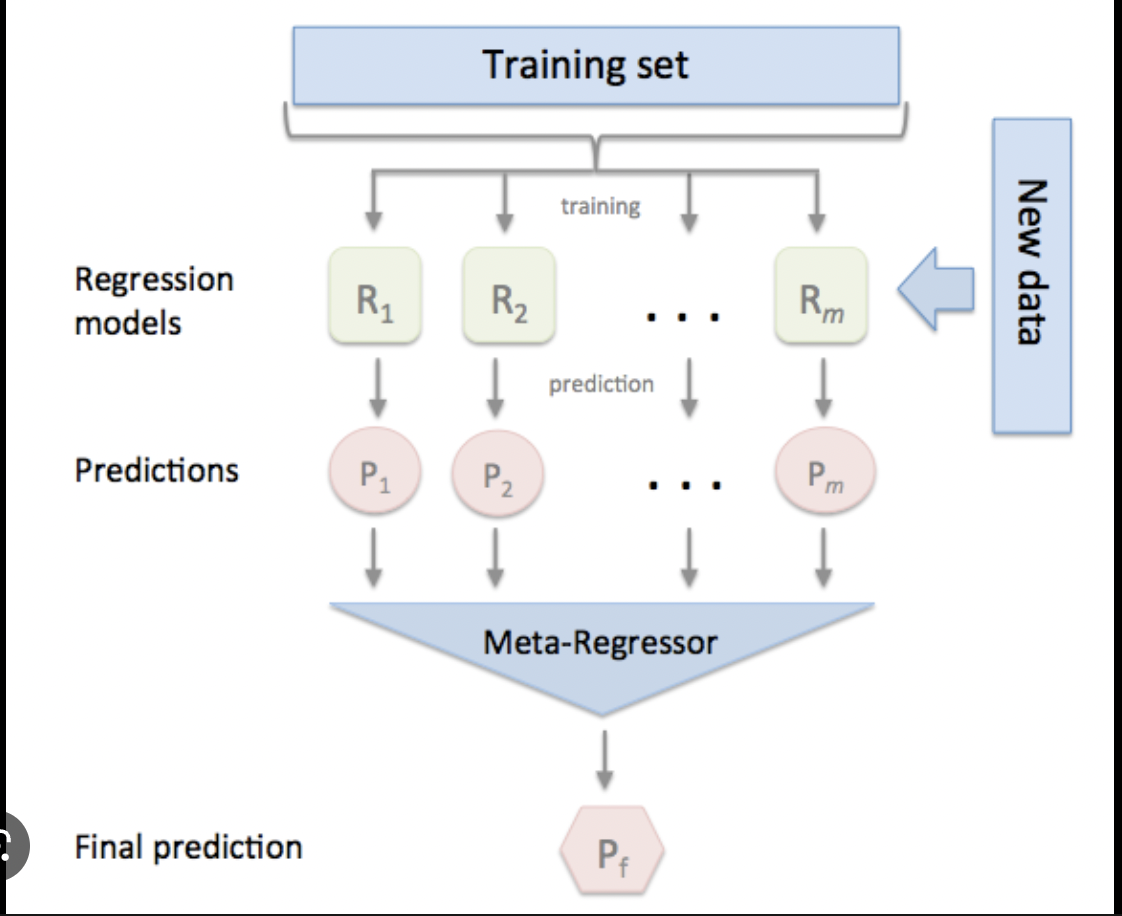 Training set
New data
training
Regression
models
R1
R2
. . .
Rm
prediction
Predictions
P1
P2
. . .
Pm
Meta-Regressor
Final prediction
Pf